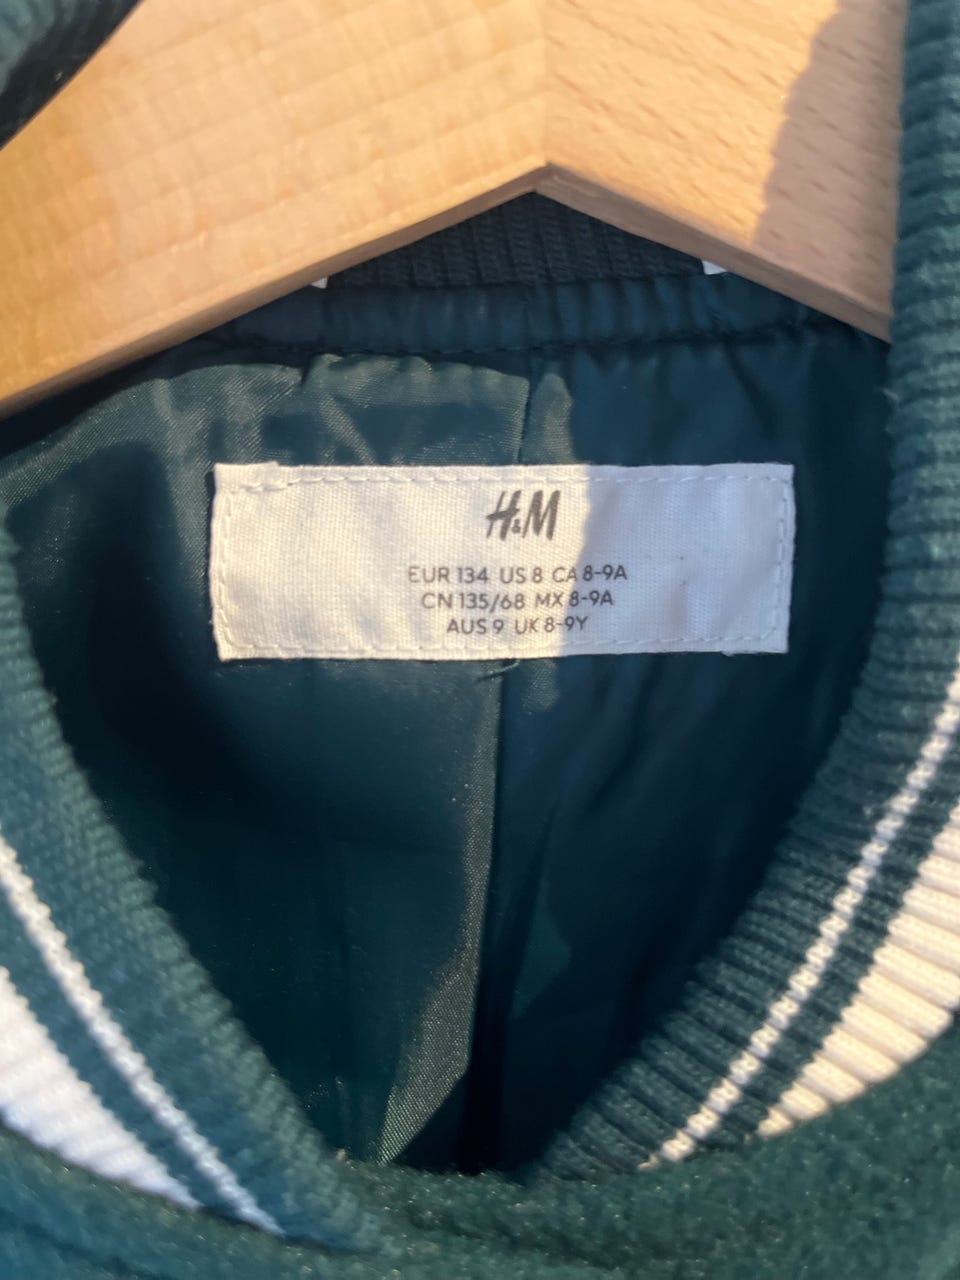 H&M
EUR 134 US 8 CA 8-9A
CN 135/68 MX 8-9A
AUS 9 UK 8-9Y